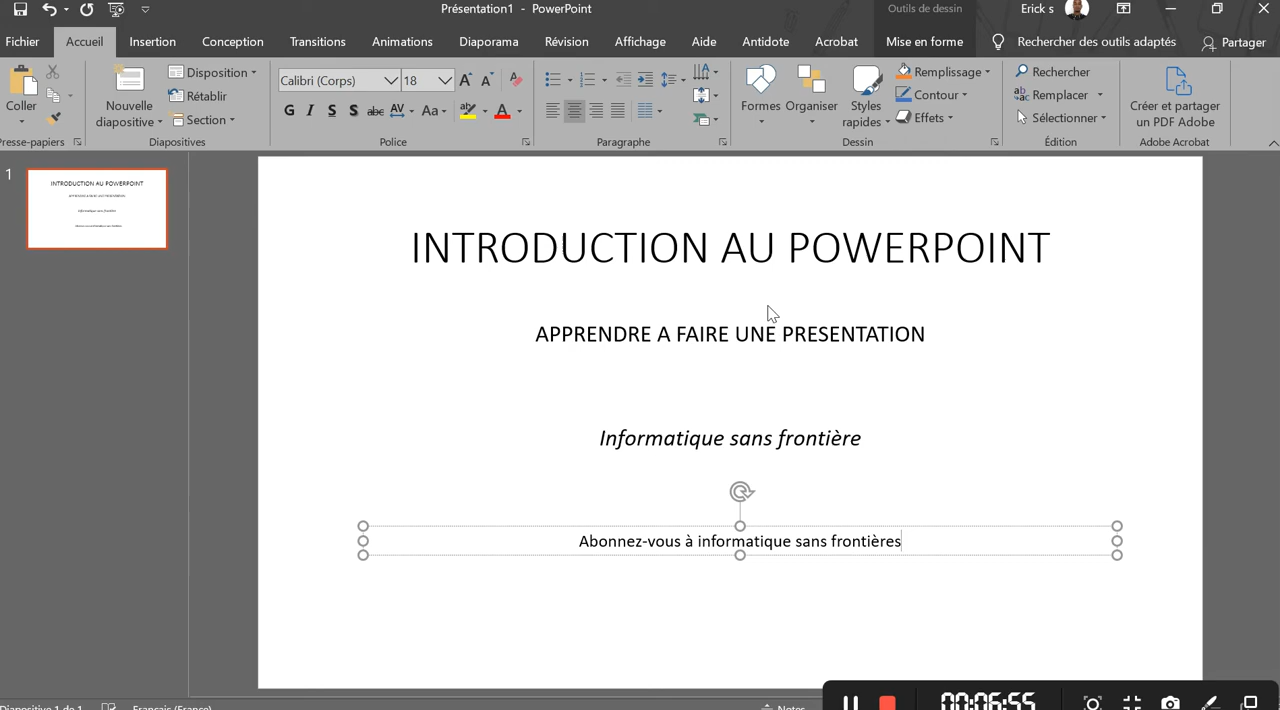 Présentation1 - PowerPoint
Outils de dessin
Erick s
Fichier Accueil Insertion Conception Transitions Animations Diaporama Révision Affichage Aide Antidote Acrobat Mise en forme Rechercher des outils adaptés Partager
Coller
Nouvelle diapositive
Disposition
Rétablir
Section
Calibri (Corps) 18
G I S S abc AV Aa A
Formes
Organiser
Styles rapides
Remplissage
Contour
Effets
Rechercher
Remplacer
Sélectionner
Créer et partager un PDF Adobe
Presse-papiers Diapositives Police Paragraphe Dessin Édition Adobe Acrobat
1
INTRODUCTION AU POWERPOINT
APPRENDRE A FAIRE UNE PRESENTATION
Informatique sans frontière
Abonnez-vous à informatique sans frontières
INTRODUCTION AU POWERPOINT
APPRENDRE A FAIRE UNE PRESENTATION
Informatique sans frontière
Abonnez-vous à informatique sans frontières
Diapositive 1 de 1 Français (France) Notes
00:06:55